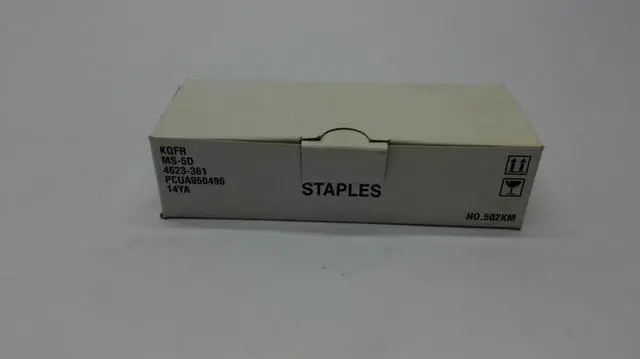 KQFR
MS-5D
4623-361
PCUA950496
14YA
STAPLES
NO.502KM